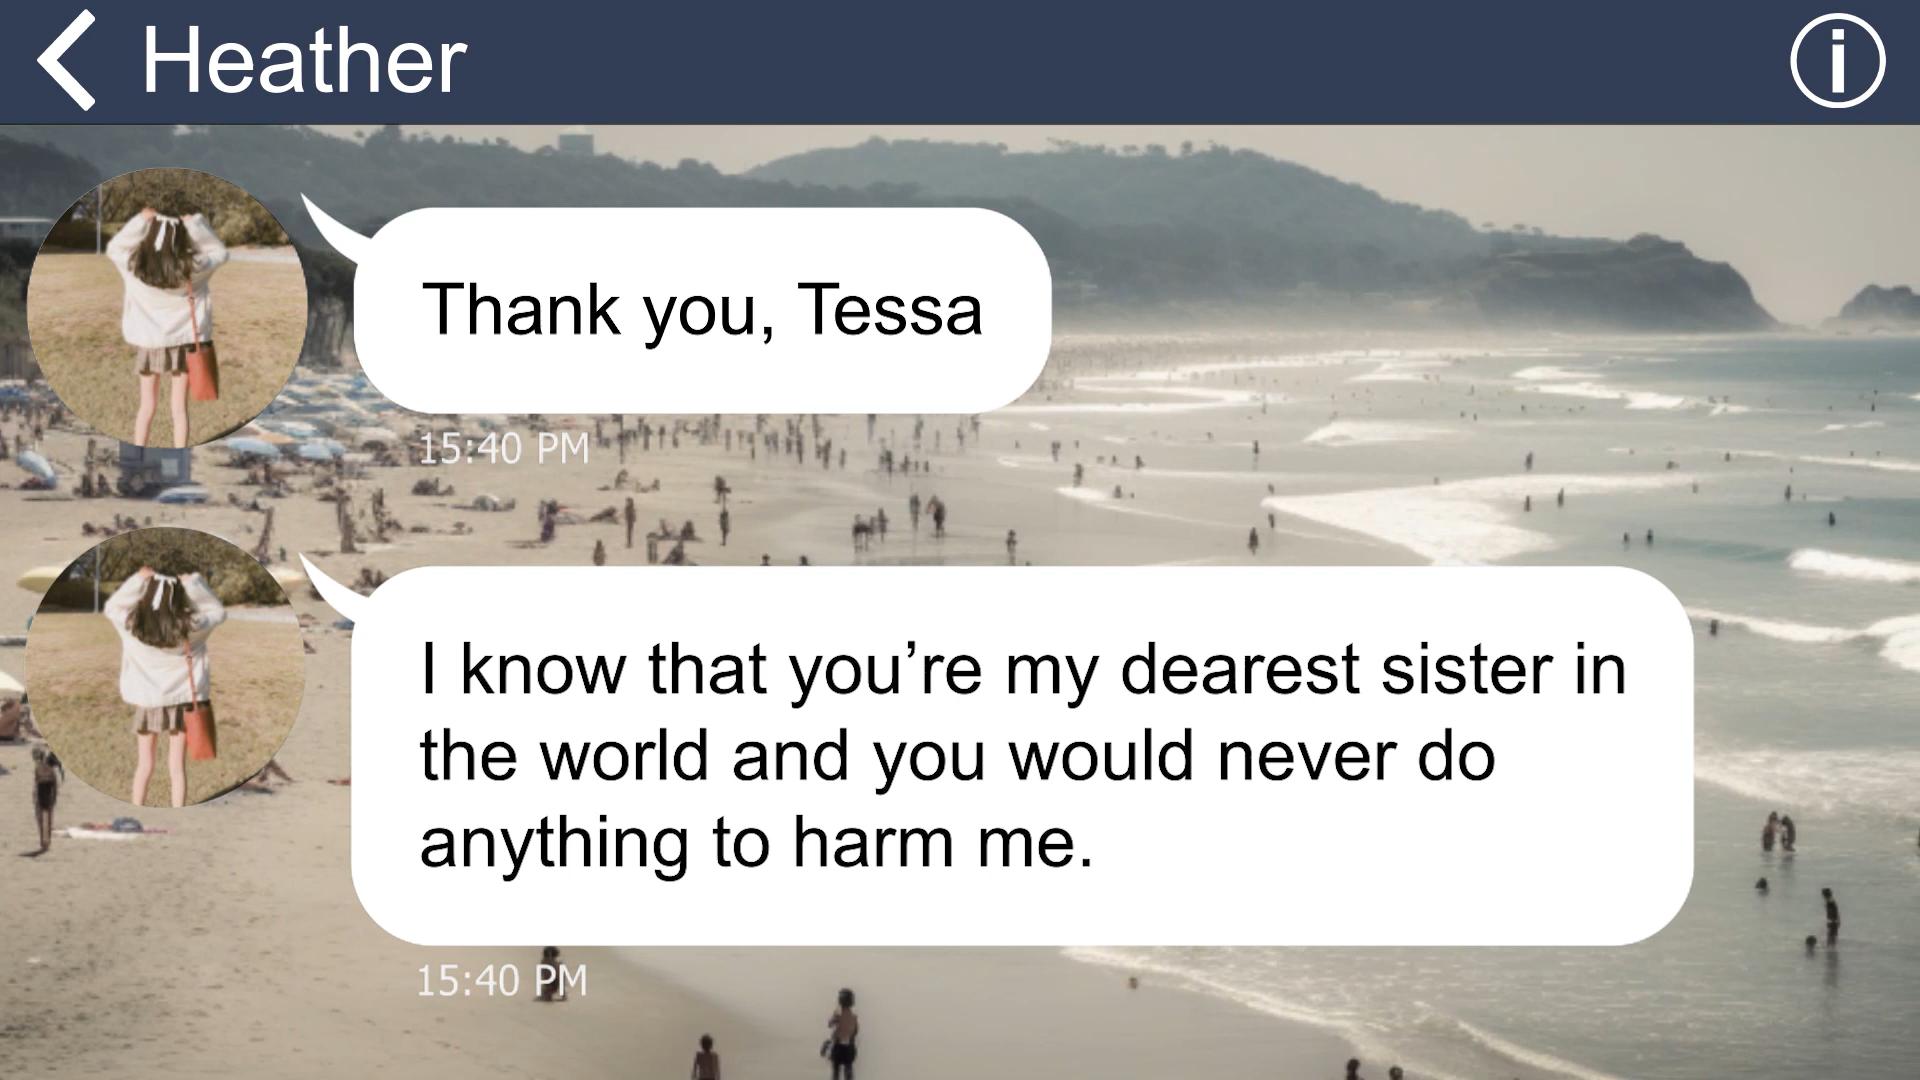 Heather
Thank you, Tessa
15:40 PM
I know that you’re my dearest sister in
the world and you would never do
anything to harm me.
15:40 PM